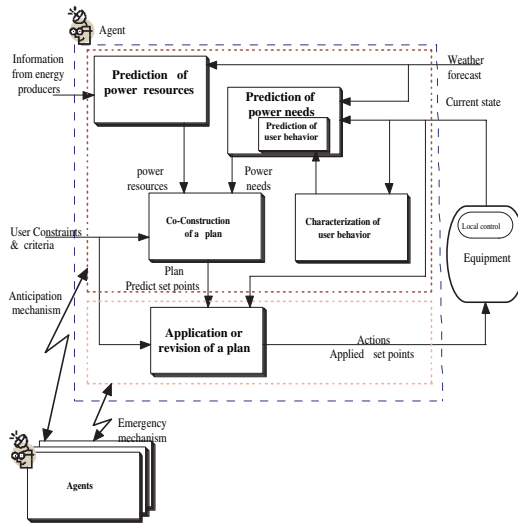 Agent
Information
from energy
producers
Prediction of
power resources
Weather
forecast
Prediction of
power needs
Prediction of
user behavior
Current state
power
resources
Power
needs
Co-Construction
of a plan
Characterization of
user behavior
Local control
Equipment
User Constraints
& criteria
Plan
Predict set points
Anticipation
mechanism
Application or
revision of a plan
Actions
Applied set points
Emergency
mechanism
Agents